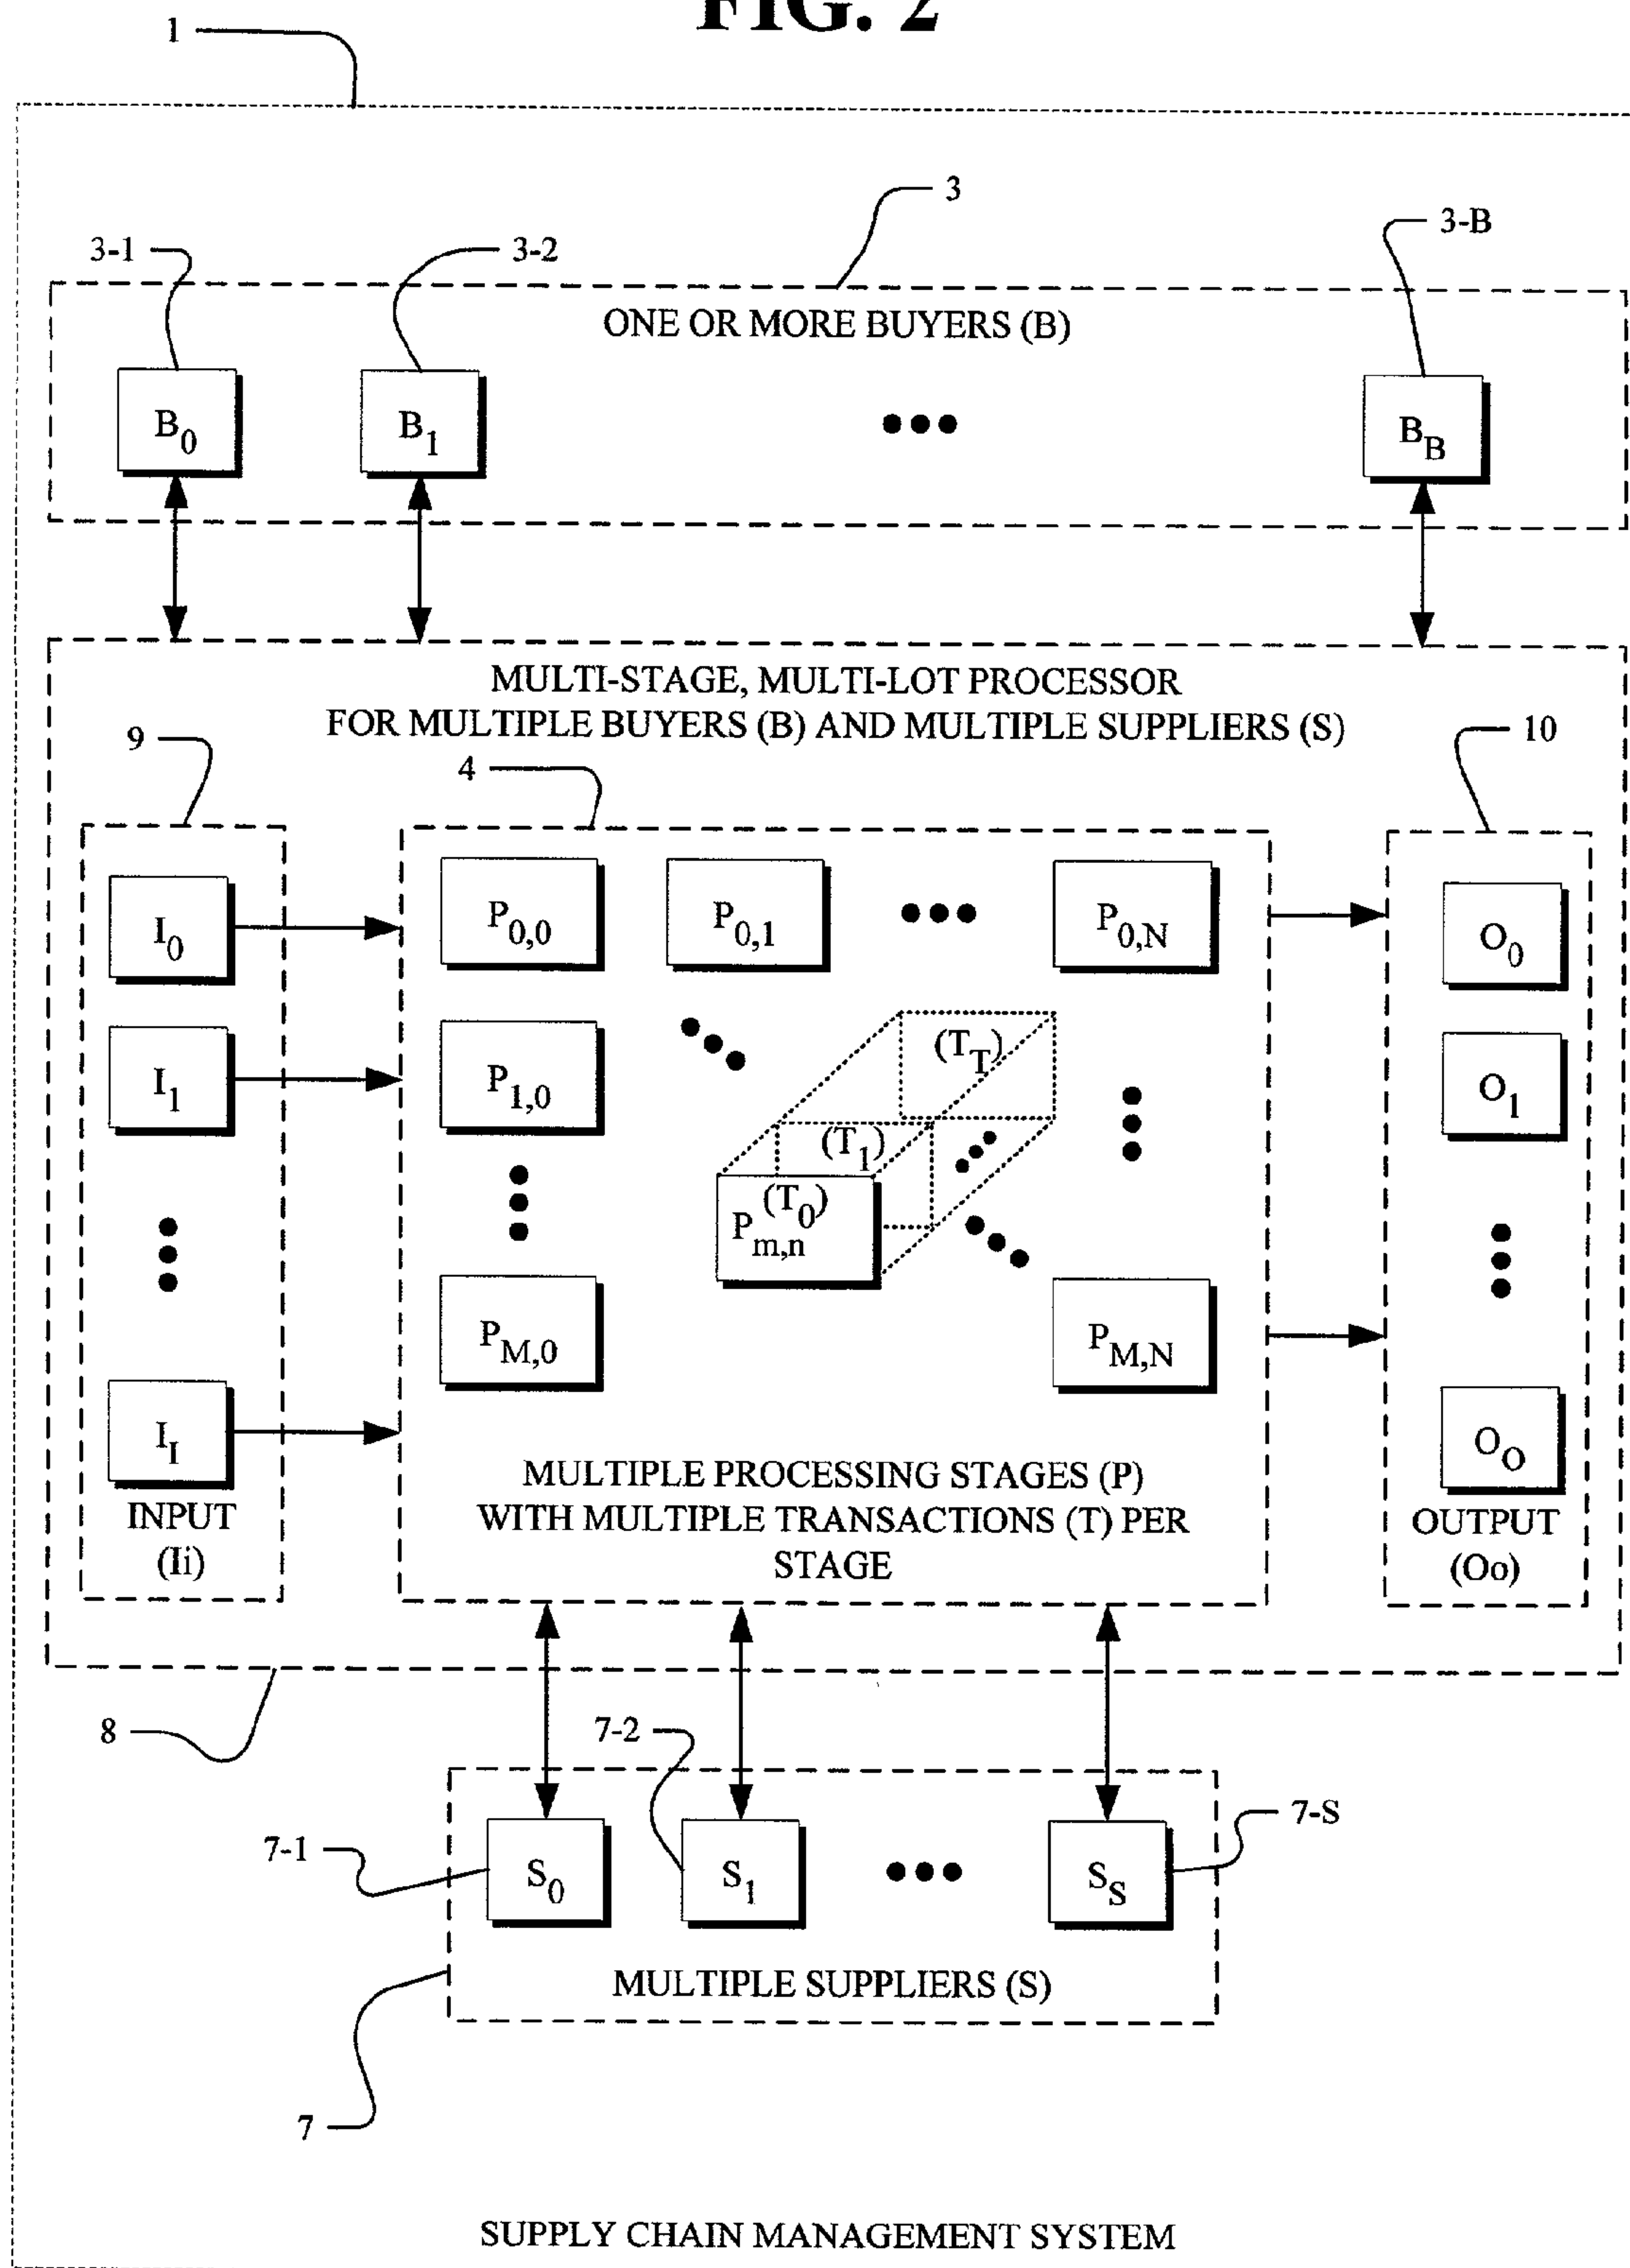 FIG. 2
1
3
3-1
3-2
3-B
ONE OR MORE BUYERS (B)
B0
B1
BB
MULTI-STAGE, MULTI-LOT PROCESSOR
FOR MULTIPLE BUYERS (B) AND MULTIPLE SUPPLIERS (S)
9
4
10
I0
P0,0
P0,1
P0,N
O0
I1
P1,0
(TT)
(T1)
(T0)
Pm,n
O1
PM,0
PM,N
II
OO
INPUT
(Ii)
MULTIPLE PROCESSING STAGES (P)
WITH MULTIPLE TRANSACTIONS (T) PER
STAGE
OUTPUT
(Oo)
8
7-2
7-1
7-S
S0
S1
SS
MULTIPLE SUPPLIERS (S)
7
SUPPLY CHAIN MANAGEMENT SYSTEM